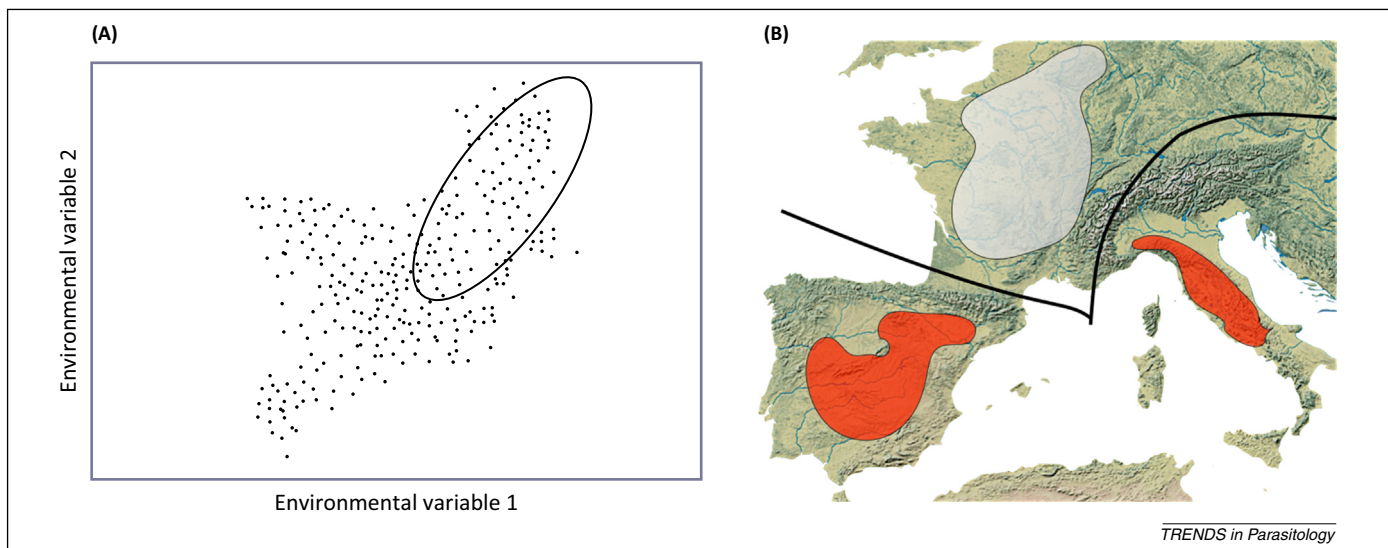 (A)
Environmental variable 2
Environmental variable 1
(B)
TRENDS in Parasitology